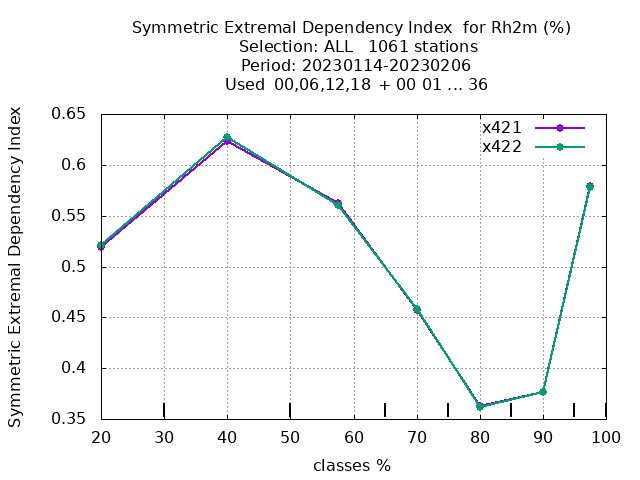 Symmetric Extremal Dependency Index  for Rh2m (%)
Selection: ALL   1061 stations
Period: 20230114-20230206
Used  00,06,12,18 + 00 01 ... 36
Symmetric Extremal Dependency Index
0.65
0.6
0.55
0.5
0.45
0.4
0.35
x421
x422
20 30 40 50 60 70 80 90 100
classes %